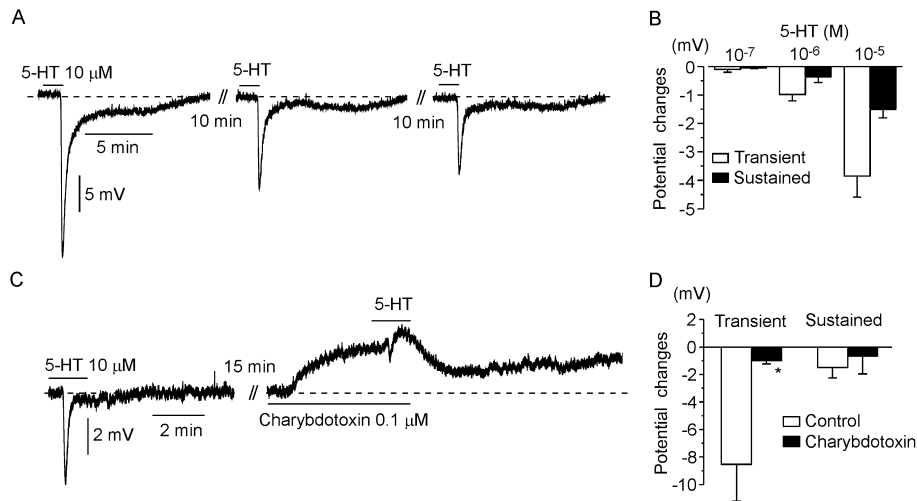 A
5-HT 10 μM
5-HT
5-HT
10 min
10 min
5 min
5 mV
B
5-HT (M)
(mV)
10-7
10-6
10-5
0
-1
-2
-3
-4
-5
Potential changes
Transient
Sustained
C
5-HT
5-HT 10 μM
15 min
Charybdotoxin 0.1 μM
2 mV
2 min
D
(mV)
Transient
Sustained
2
0
-2
-4
-6
-8
-10
Potential changes
*
Control
Charybdotoxin